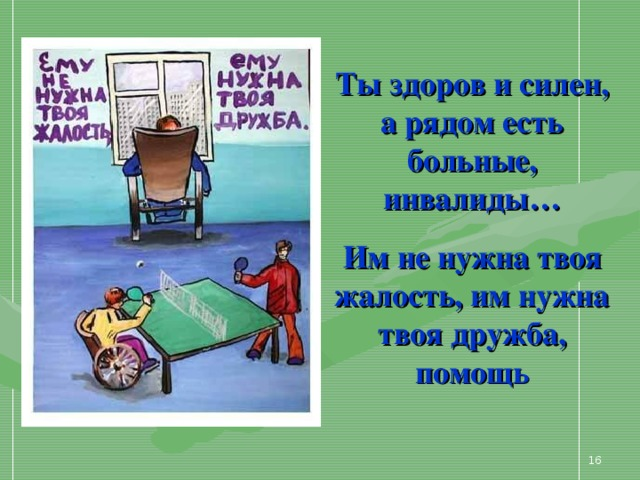 Ему
не
нужна
твоя
жалость,
ему
нужна
твоя
дружба.
Ты здоров и силен,
а рядом есть
больные,
инвалиды…
Им не нужна твоя
жалость, им нужна
твоя дружба,
помощь
16